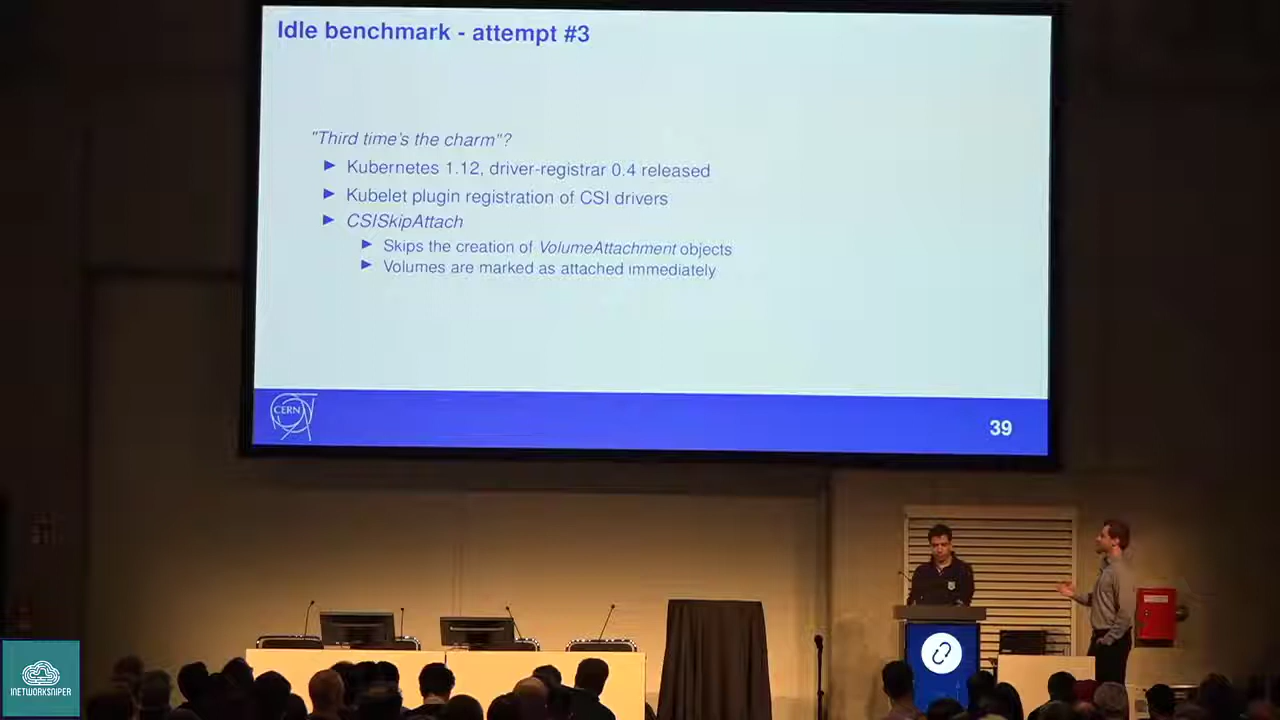 Idle benchmark - attempt #3
"Third time's the charm"?
Kubernetes 1.12, driver-registrar 0.4 released
Kubelet plugin registration of CSI drivers
CSISkipAttach
Skips the creation of VolumeAttachment objects
Volumes are marked as attached immediately
CERN
39
INETWORKSNIPER